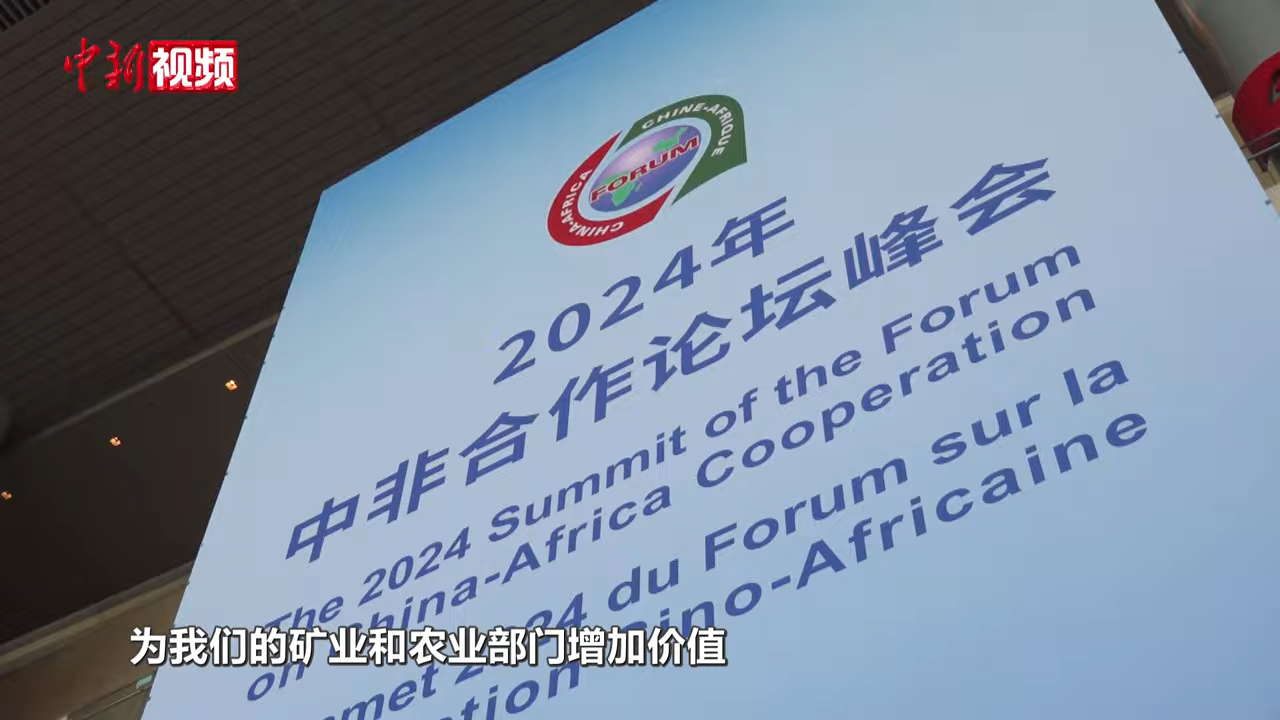 中新视频
CHINE-AFRIQUE
FORUM
CHINA-AFRICA
2024年
中非合作论坛峰会
The 2024 Summit of the Forum
on China-Africa Cooperation
2024 du Forum sur la
Sino-Africaine
为我们的矿业和农业部门增加价值